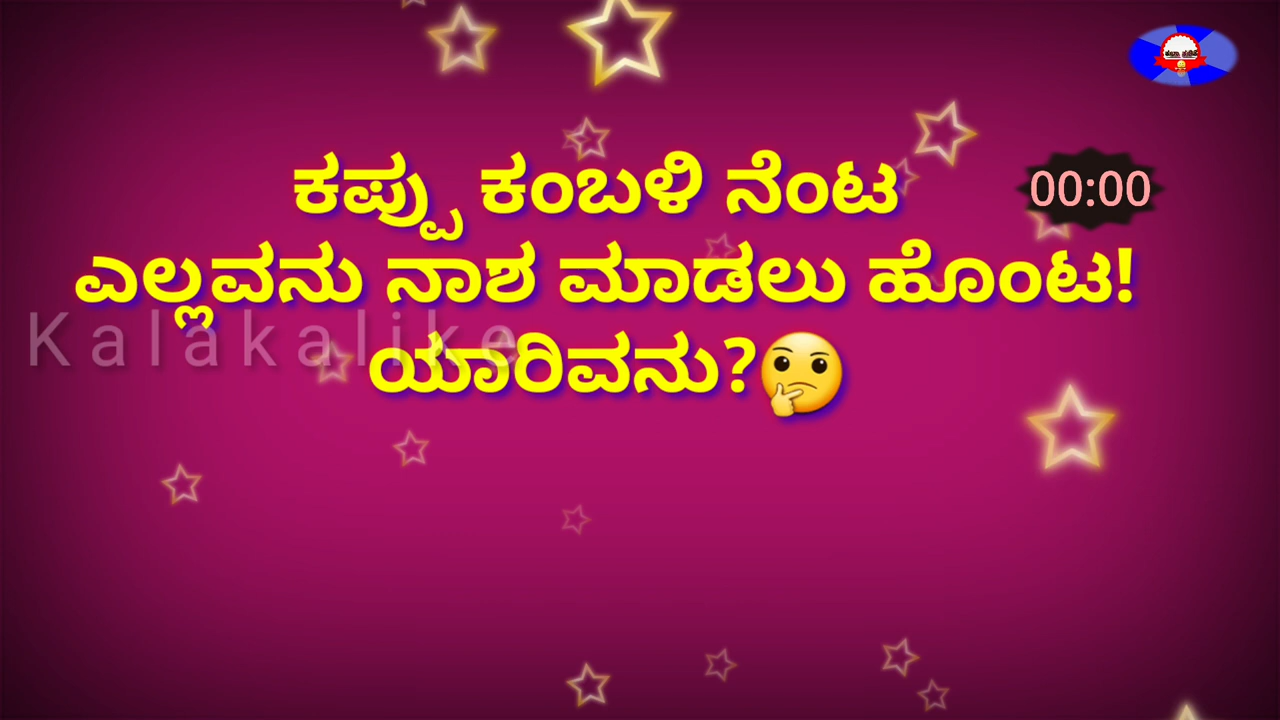 00:00
ಕಪ್ಪು ಕಂಬಳಿ ನೆಂಟ
ಎಲ್ಲವನು ನಾಶ ಮಾಡಲು ಹೊಂಟ!
Kalakalike
ಯಾರಿವನು?🤔